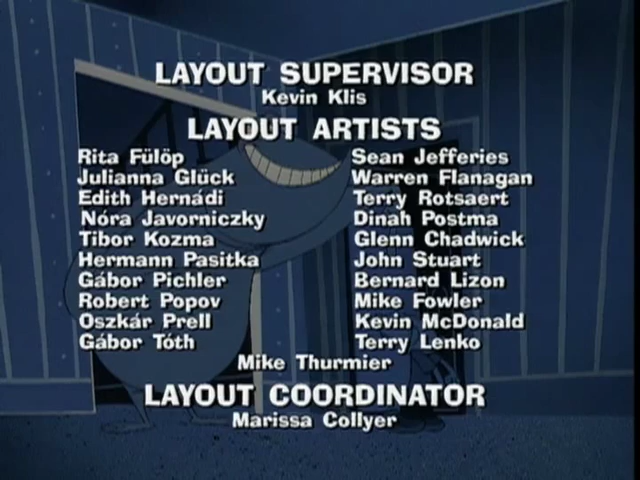 LAYOUT SUPERVISOR
Kevin Klis
LAYOUT ARTISTS
Rita Fülöp
Sean Jefferies
Julianna Glück
Warren Flanagan
Edith Hernádi
Terry Rotsaert
Nóra Javorniczky
Dinah Postma
Tibor Kozma
Glenn Chadwick
Hermann Pasitka
John Stuart
Gábor Pichler
Bernard Lizon
Robert Popov
Mike Fowler
Oszkár Prell
Kevin McDonald
Gábor Tóth
Terry Lenko
Mike Thurmier
LAYOUT COORDINATOR
Marissa Collyer